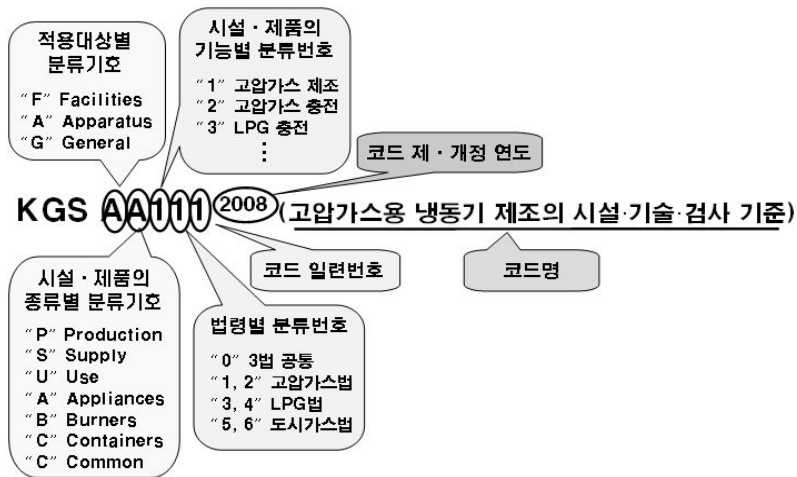 적용대상별
분류기호
“F” Facilities
“A” Apparatus
“G” General
시설·제품의
기능별 분류번호
“1” 고압가스 제조
“2” 고압가스 충전
“3” LPG 충전
⋮
코드 제·개정 연도
KGS AA111 2008 (고압가스용 냉동기 제조의 시설·기술·검사 기준)
시설·제품의
종류별 분류기호
“P” Production
“S” Supply
“U” Use
“A” Appliances
“B” Burners
“C” Containers
“C” Common
법령별 분류번호
“0” 3법 공통
“1, 2” 고압가스법
“3, 4” LPG법
“5, 6” 도시가스법
코드 일련번호
코드명